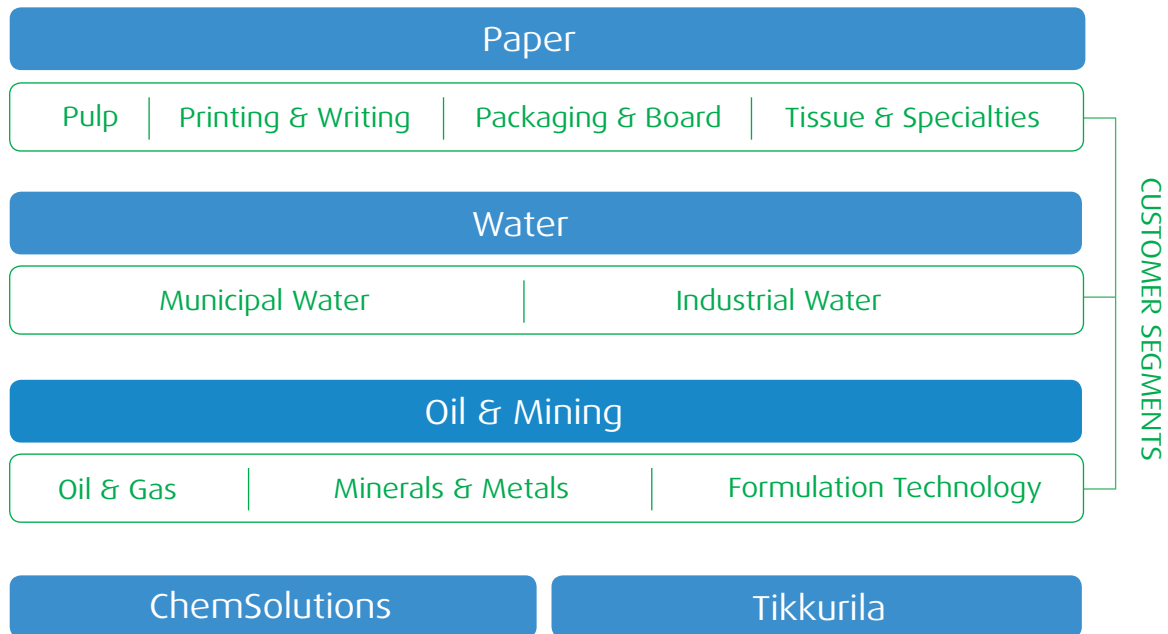 Paper
Pulp
Printing & Writing
Packaging & Board
Tissue & Specialties
Water
Municipal Water
Industrial Water
Oil & Mining
Oil & Gas
Minerals & Metals
Formulation Technology
CUSTOMER SEGMENTS
ChemSolutions
Tikkurila